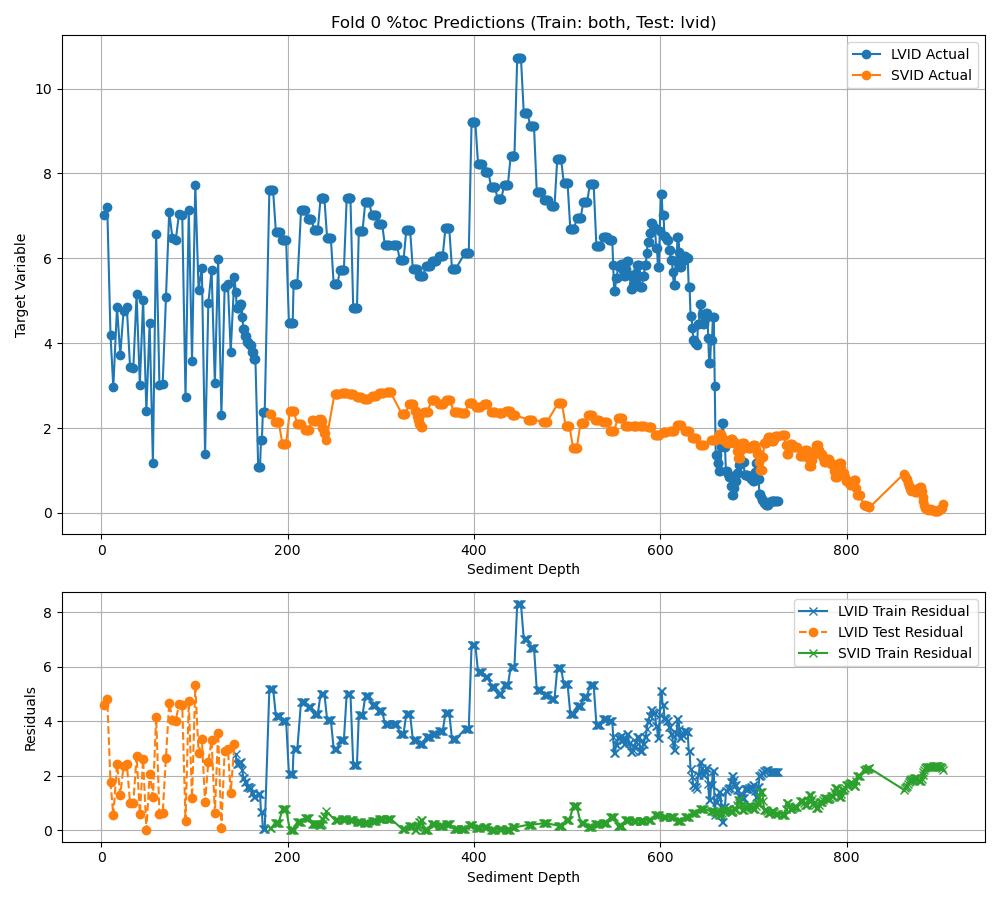 Fold 0 %toc Predictions (Train: both, Test: lvid)
LVID Actual
SVID Actual
Target Variable
10
8
6
4
2
0
0 200 400 600 800
Sediment Depth
LVID Train Residual
LVID Test Residual
SVID Train Residual
Residuals
8
6
4
2
0
0 200 400 600 800
Sediment Depth